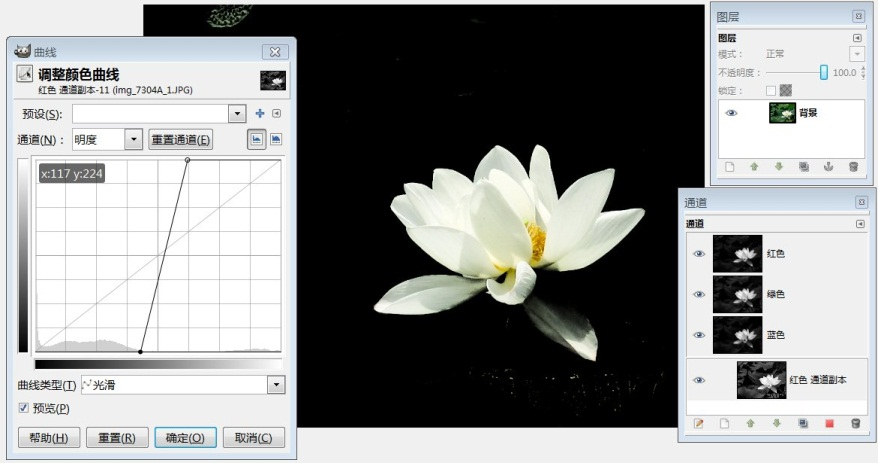 曲线
调整颜色曲线
红色 通道副本-11 (img_7304A_1.JPG)
预设(S):
通道(N): 明度 重置通道(E)
x:117 y:224
曲线类型(T) 光滑
预览(P)
帮助(H) 重置(R) 确定(O) 取消(C)
图层
图层
模式: 正常
不透明度: 100.0
锁定:
背景
通道
通道
红色
绿色
蓝色
红色 通道副本